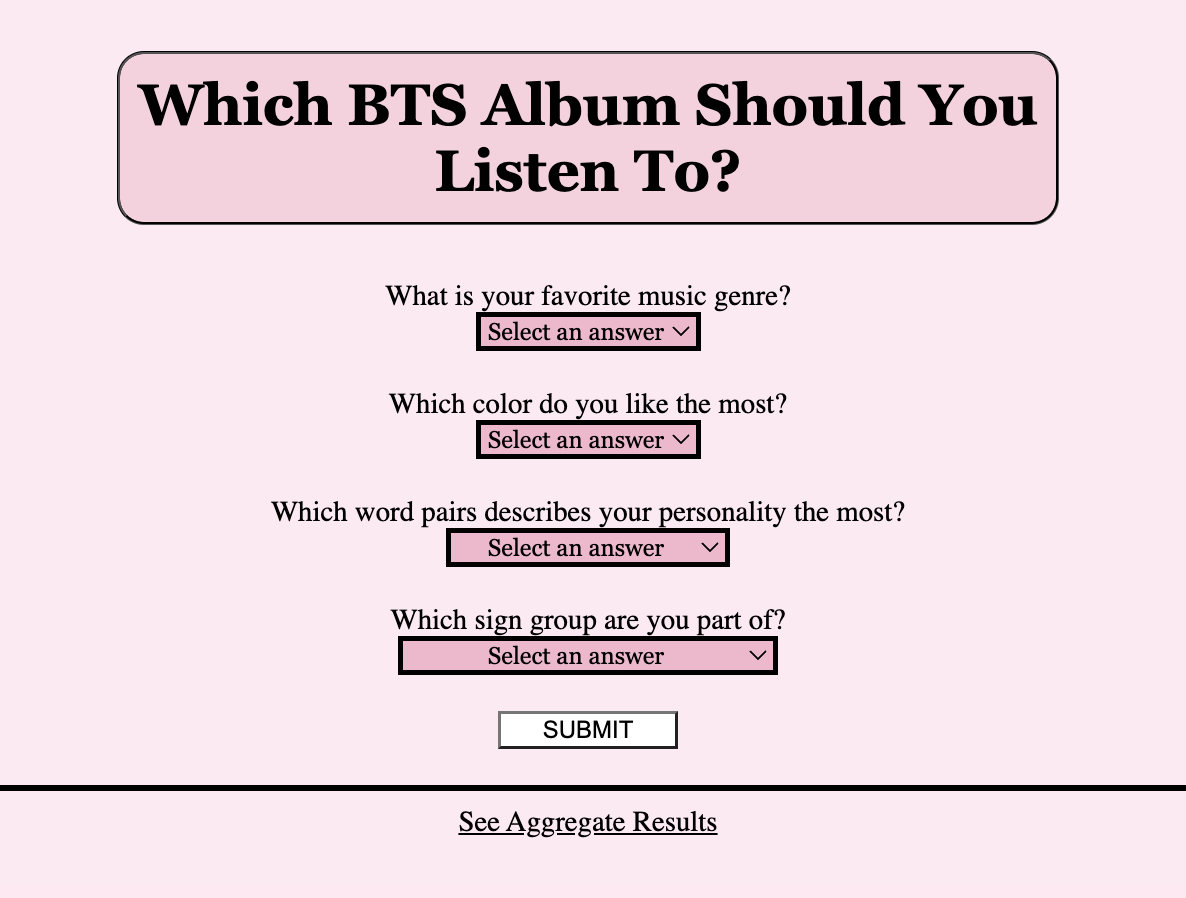 Which BTS Album Should You
Listen To?
What is your favorite music genre?
Select an answer
Which color do you like the most?
Select an answer
Which word pairs describes your personality the most?
Select an answer
Which sign group are you part of?
Select an answer
SUBMIT
See Aggregate Results